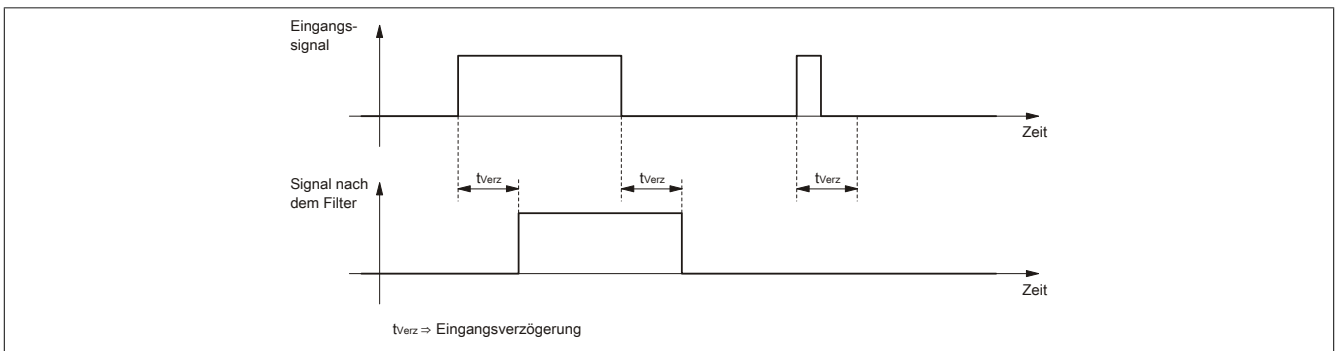 Eingangs-
signal
Zeit
Signal nach
dem Filter
tVerz
tVerz
tVerz
Zeit
tVerz ⇒ Eingangsverzögerung